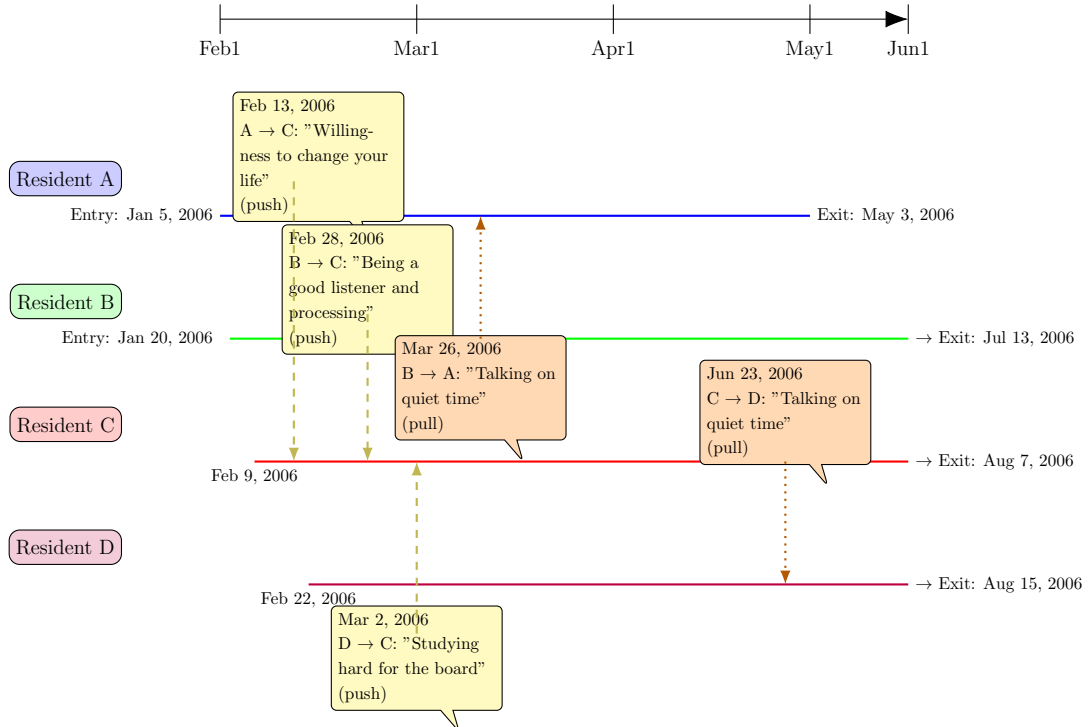 Feb1 Mar1 Apr1 May1 Jun1
Feb 13, 2006
A → C: ”Willing-
ness to change your
life”
(push)
Resident A
Entry: Jan 5, 2006
Exit: May 3, 2006
Feb 28, 2006
B → C: ”Being a
good listener and
processing”
(push)
Resident B
Entry: Jan 20, 2006
→ Exit: Jul 13, 2006
Mar 26, 2006
B → A: ”Talking on
quiet time”
(pull)
Jun 23, 2006
C → D: ”Talking on
quiet time”
(pull)
Resident C
Feb 9, 2006
→ Exit: Aug 7, 2006
Resident D
Feb 22, 2006
→ Exit: Aug 15, 2006
Mar 2, 2006
D → C: ”Studying
hard for the board”
(push)